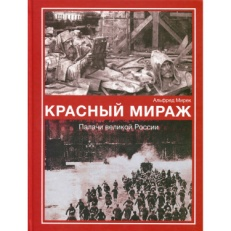 Альфред Мирек
КРАСНЫЙ МИРАЖ
Палачи великой России